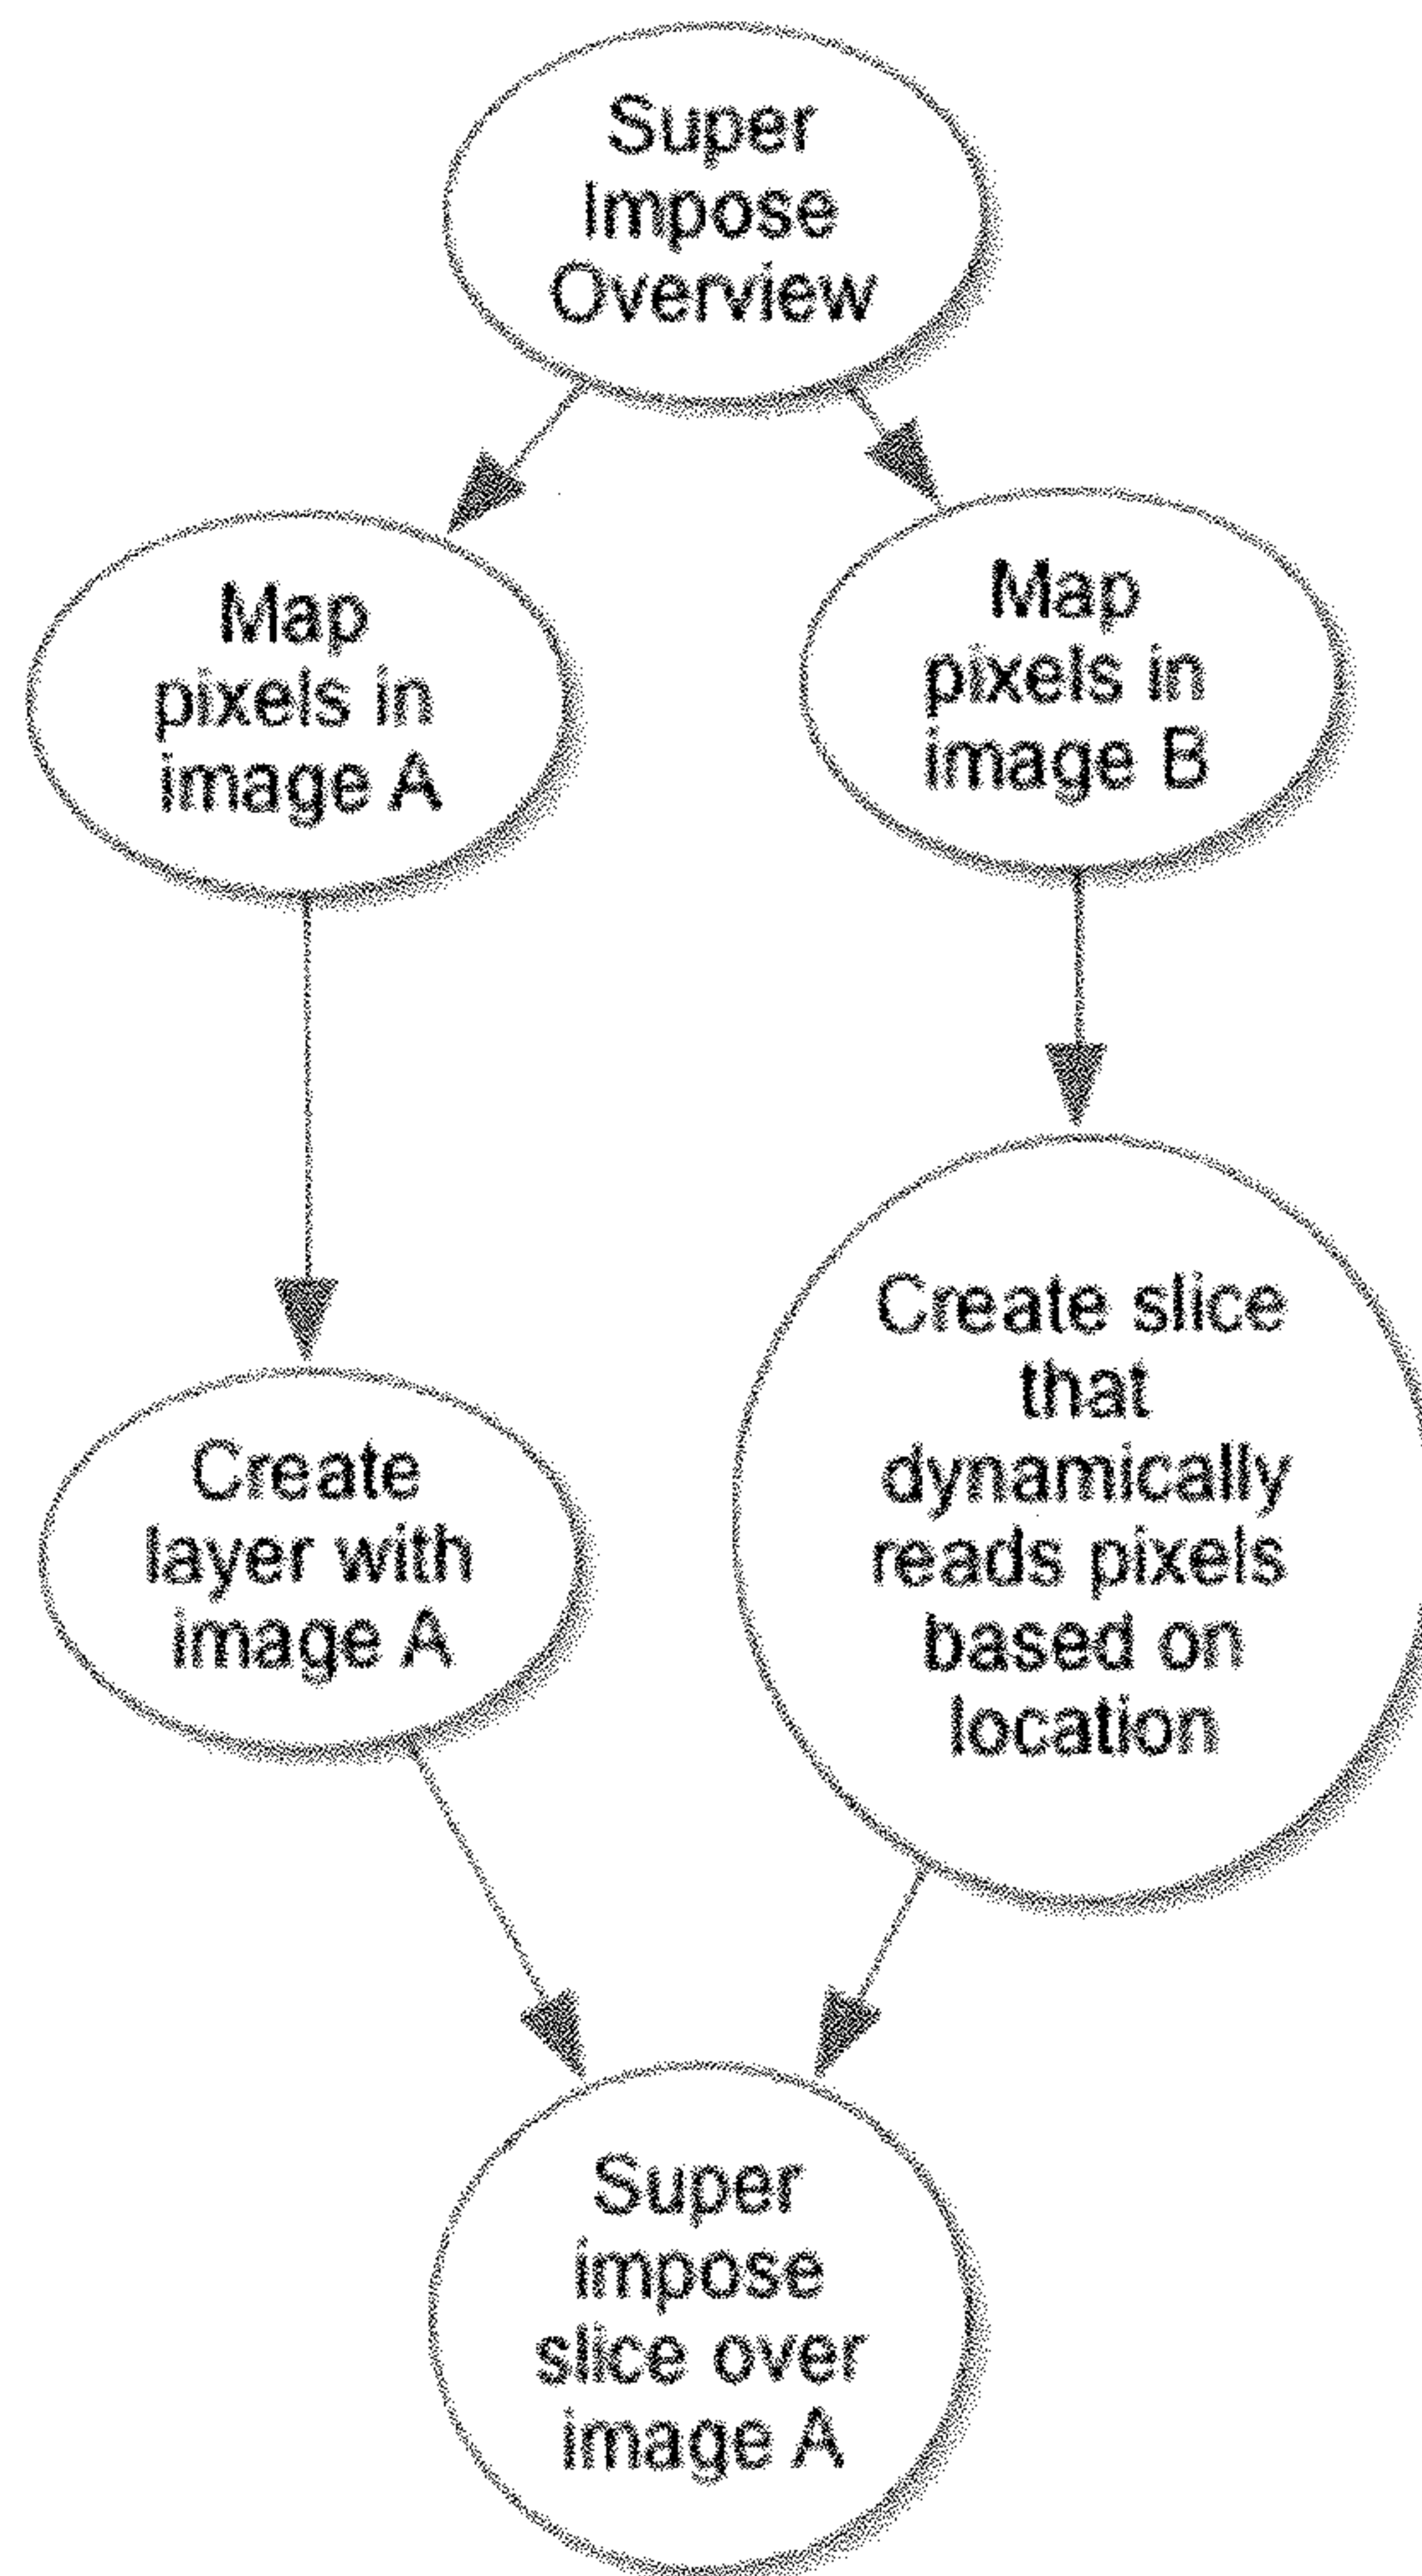 Super
Impose
Overview
Map
pixels in
image A
Map
pixels in
image B
Create slice
that
dynamically
reads pixels
based on
location
Create
layer with
image A
Super
impose
slice over
image A